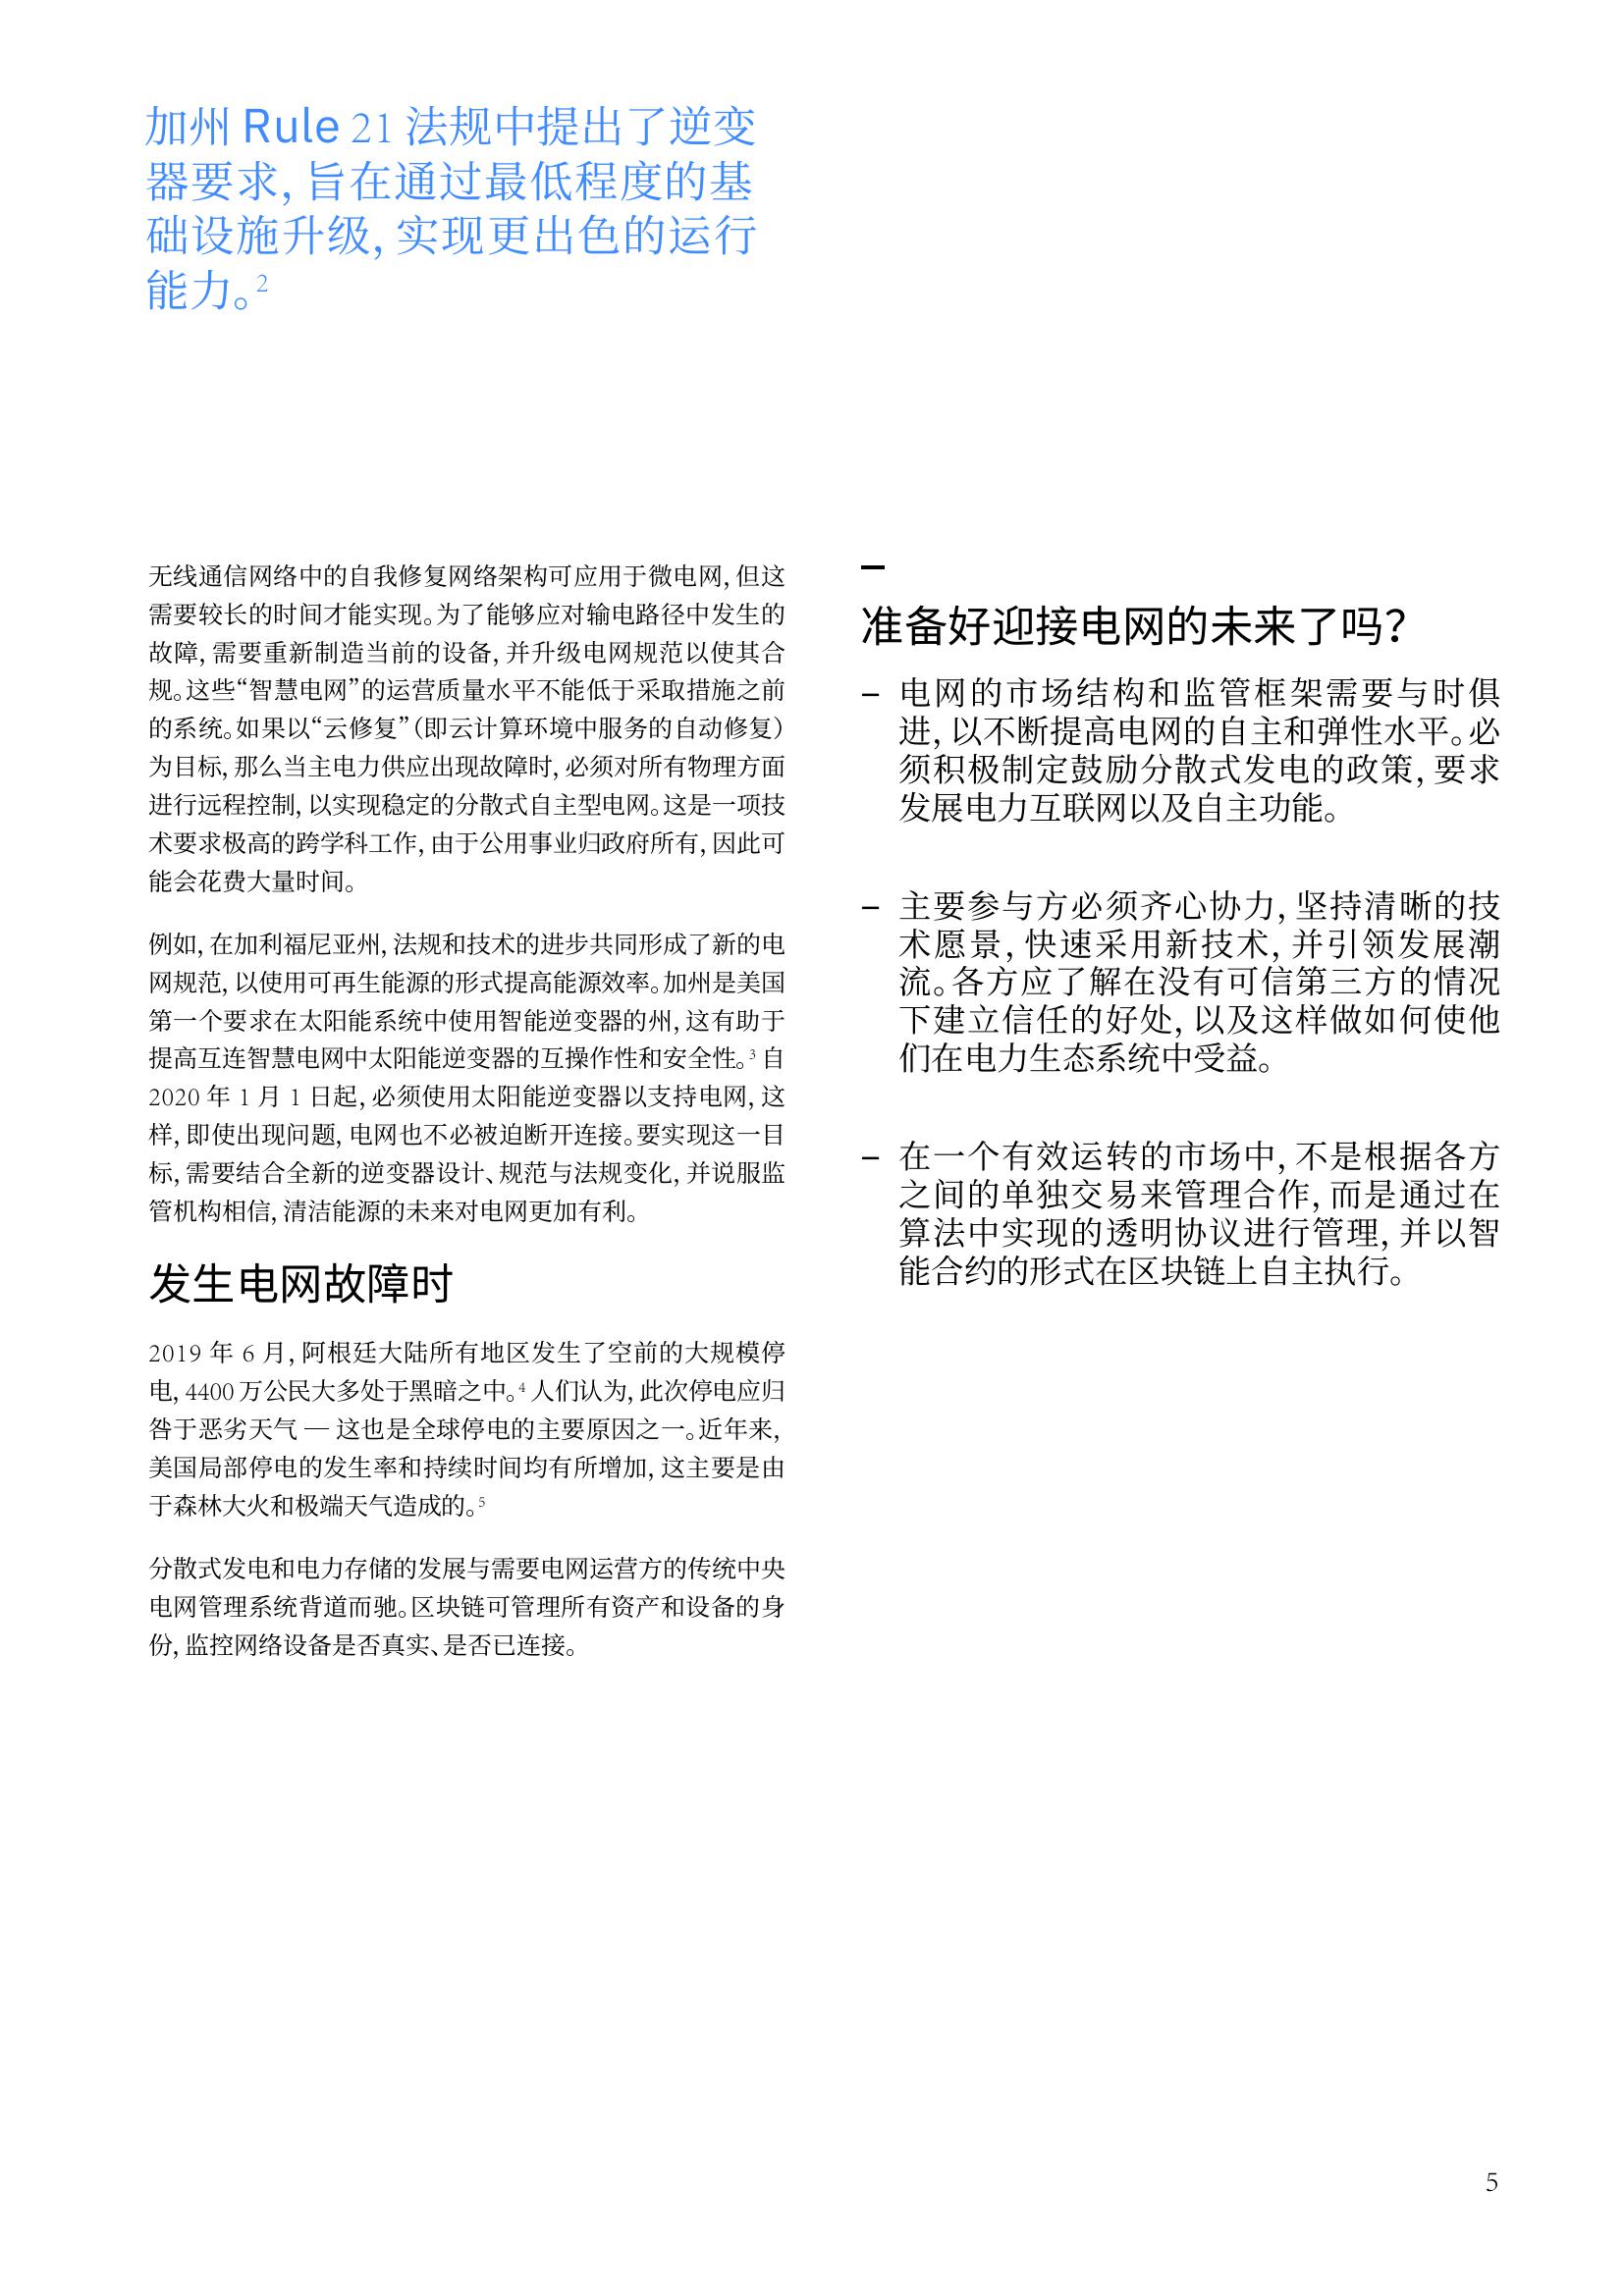 加州 Rule 21 法规中提出了逆变
器要求，旨在通过最低程度的基
础设施升级，实现更出色的运行
能力。2
无线通信网络中的自我修复网络架构可应用于微电网，但这
需要较长的时间才能实现。为了能够应对输电路径中发生的
故障，需要重新制造当前的设备，并升级电网规范以使其合
规。这些“智慧电网”的运营质量水平不能低于采取措施之前
的系统。如果以“云修复”（即云计算环境中服务的自动修复）
为目标，那么当主电力供应出现故障时，必须对所有物理方面
进行远程控制，以实现稳定的分散式自主型电网。这是一项技
术要求极高的跨学科工作，由于公用事业归政府所有，因此可
能会花费大量时间。
例如，在加利福尼亚州，法规和技术的进步共同形成了新的电
网规范，以使用可再生能源的形式提高能源效率。加州是美国
第一个要求在太阳能系统中使用智能逆变器的州，这有助于
提高互连智慧电网中太阳能逆变器的互操作性和安全性。3 自
2020 年 1 月 1 日起，必须使用太阳能逆变器以支持电网，这
样，即使出现问题，电网也不必被迫断开连接。要实现这一目
标，需要结合全新的逆变器设计、规范与法规变化，并说服监
管机构相信，清洁能源的未来对电网更加有利。
发生电网故障时
2019 年 6 月，阿根廷大陆所有地区发生了空前的大规模停
电，4400 万公民大多处于黑暗之中。4 人们认为，此次停电应归
咎于恶劣天气 — 这也是全球停电的主要原因之一。近年来，
美国局部停电的发生率和持续时间均有所增加，这主要是由
于森林大火和极端天气造成的。5
分散式发电和电力存储的发展与需要电网运营方的传统中央
电网管理系统背道而驰。区块链可管理所有资产和设备的身
份，监控网络设备是否真实、是否已连接。
–
准备好迎接电网的未来了吗？
– 电网的市场结构和监管框架需要与时俱
进，以不断提高电网的自主和弹性水平。必
须积极制定鼓励分散式发电的政策，要求
发展电力互联网以及自主功能。
– 主要参与方必须齐心协力，坚持清晰的技
术愿景，快速采用新技术，并引领发展潮
流。各方应了解在没有可信第三方的情况
下建立信任的好处，以及这样做如何使他
们在电力生态系统中受益。
– 在一个有效运转的市场中，不是根据各方
之间的单独交易来管理合作，而是通过在
算法中实现的透明协议进行管理，并以智
能合约的形式在区块链上自主执行。
5